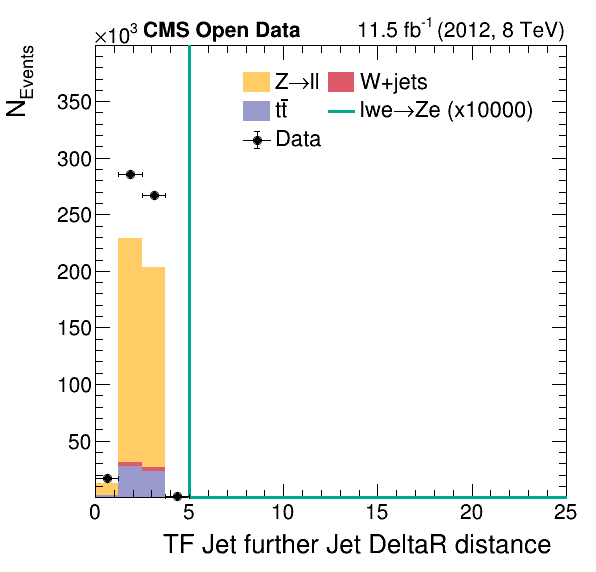 ×10³ CMS Open Data 11.5 fb⁻¹ (2012, 8 TeV)
N_Events
Z→ll W+jets
tt̄ lwe→Ze (x10000)
Data
350
300
250
200
150
100
50
0 5 10 15 20 25
TF Jet further Jet DeltaR distance